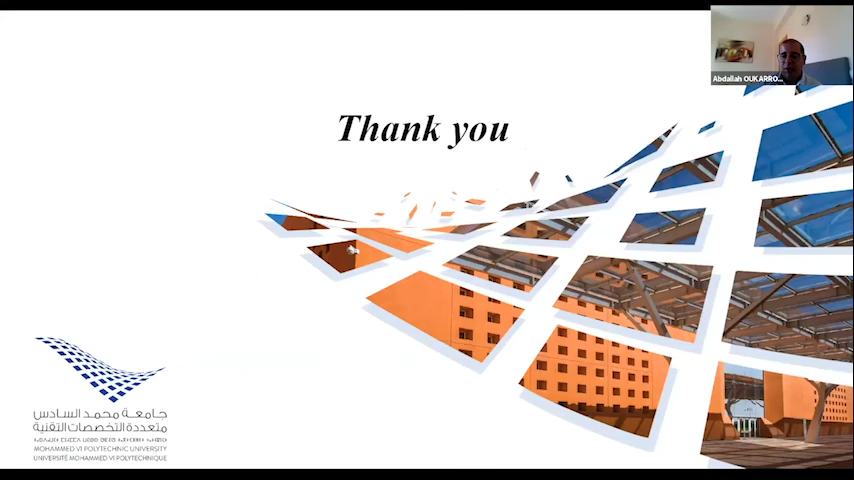 Abdallah OUKARRO...
Thank you
جامعة محمد السادس
متعددة التخصصات التقنية
MOHAMMED VI POLYTECHNIC UNIVERSITY
UNIVERSITÉ MOHAMMED VI POLYTECHNIQUE